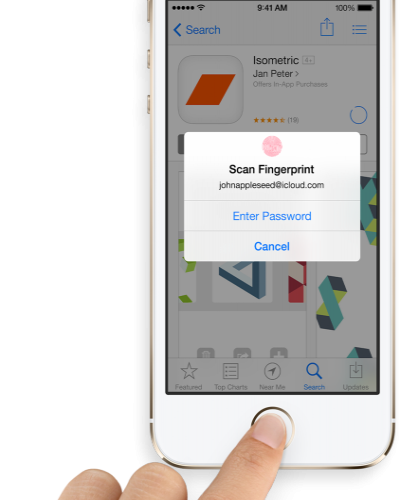 9:41 AM
100%
Search
Isometric 4+
Jan Peter >
Offers In-App Purchases
(19)
Scan Fingerprint
johnappleseed@icloud.com
Enter Password
Cancel
Featured
Top Charts
Near Me
Search
Updates